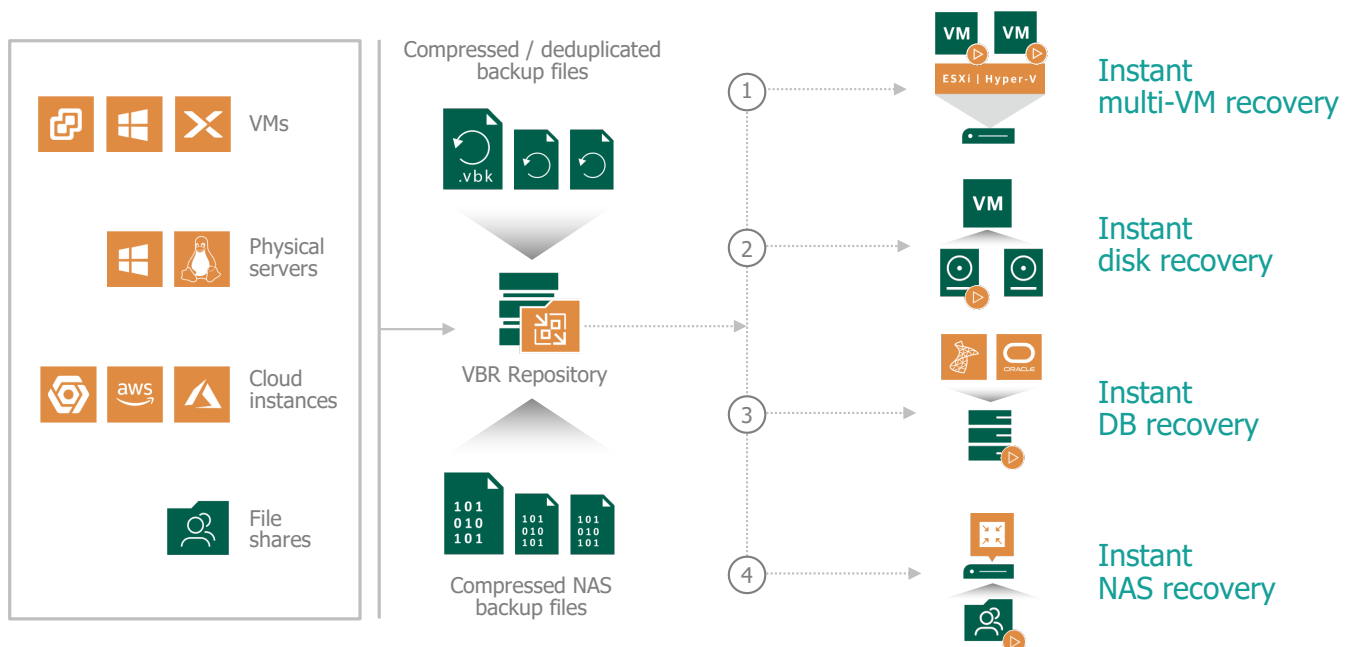 VMs
Physical
servers
aws
Cloud
instances
File
shares
Compressed / deduplicated
backup files
.vbk
VBR Repository
101
010
101
101
010
101
101
010
101
Compressed NAS
backup files
1
2
3
4
VM
VM
ESXi | Hyper-V
Instant
multi-VM recovery
VM
Instant
disk recovery
ORACLE
Instant
DB recovery
Instant
NAS recovery